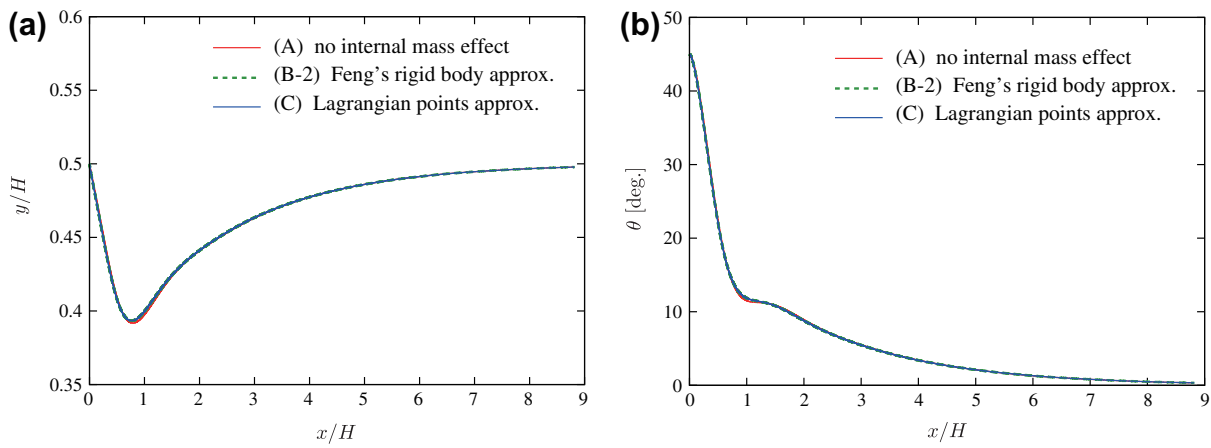 (a)
0.6
0.55
0.5
0.45
0.4
0.35
y/H
(A) no internal mass effect
(B-2) Feng's rigid body approx.
(C) Lagrangian points approx.
0 1 2 3 4 5 6 7 8 9
x/H
(b)
50
40
30
20
10
0
θ [deg.]
(A) no internal mass effect
(B-2) Feng's rigid body approx.
(C) Lagrangian points approx.
0 1 2 3 4 5 6 7 8 9
x/H